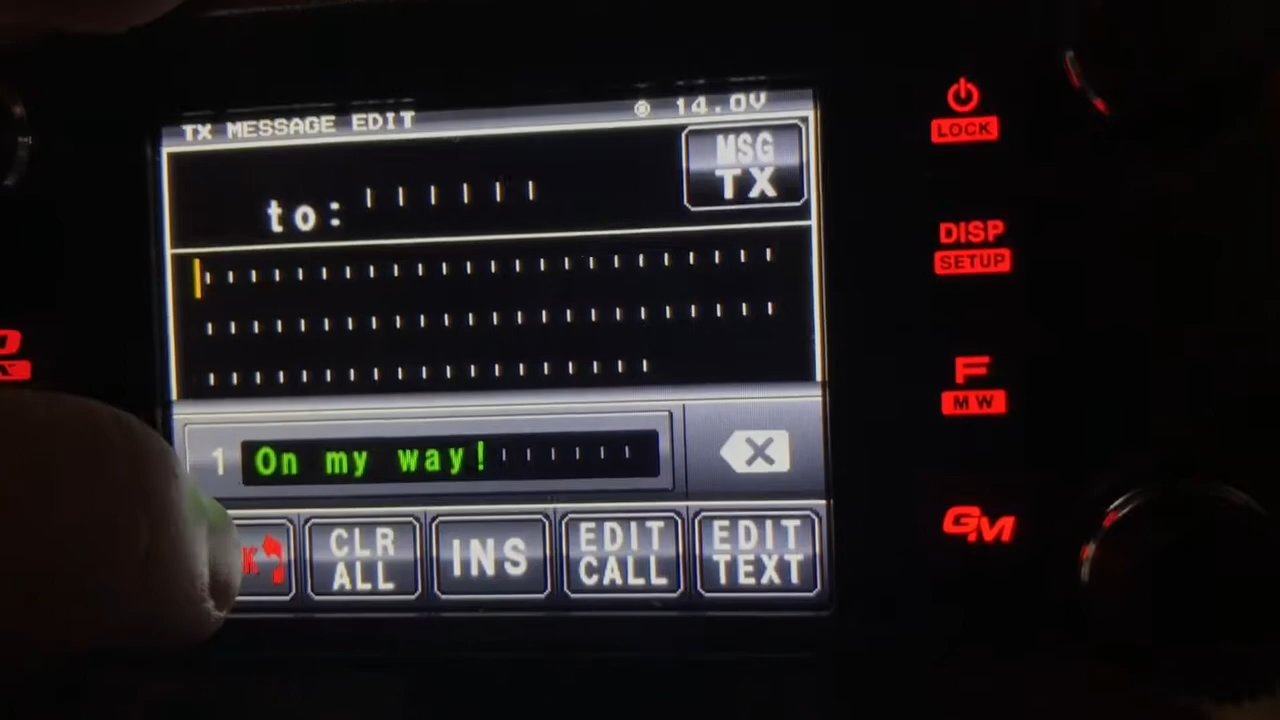 TX MESSAGE EDIT 14.0V
MSG
TX
to:
1 On my way!
CLR
ALL
INS
EDIT
CALL
EDIT
TEXT
LOCK
DISP
SETUP
F
MW
GM